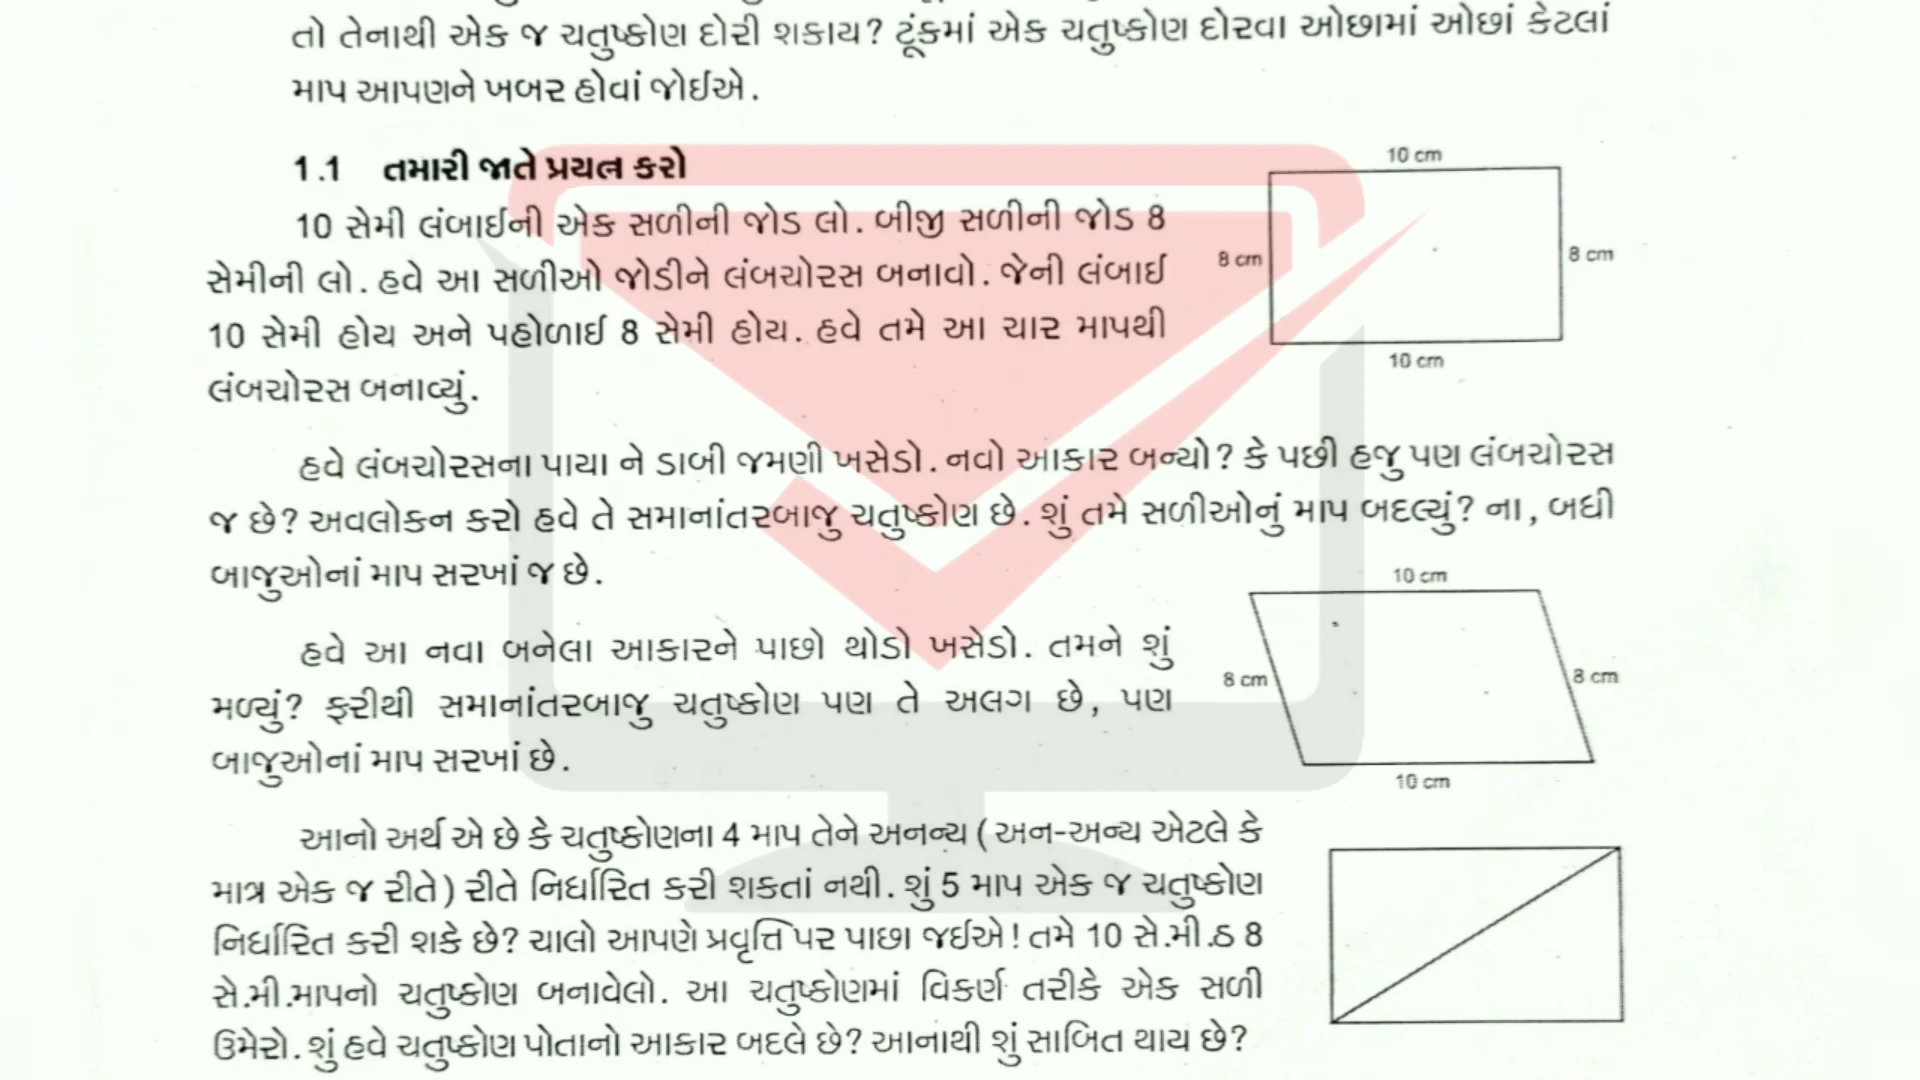 તો તેનાથી એક જ ચતુષ્કોણ દોરી શકાય? ટૂંકમાં એક ચતુષ્કોણ દોરવા ઓછામાં ઓછાં કેટલાં
માપ આપણને ખબર હોવાં જોઈએ.
1.1 તમારી જાતે પ્રયત્ન કરો
10 cm
10 સેમી લંબાઈની એક સળીની જોડ લો. બીજી સળીની જોડ 8
8 cm
8 cm
સેમીની લો. હવે આ સળીઓ જોડીને લંબચોરસ બનાવો. જેની લંબાઈ
10 સેમી હોય અને પહોળાઈ 8 સેમી હોય. હવે તમે આ ચાર માપથી
10 cm
લંબચોરસ બનાવ્યું.
હવે લંબચોરસના પાયા ને ડાબી જમણી ખસેડો. નવો આકાર બન્યો? કે પછી હજુ પણ લંબચોરસ
જ છે? અવલોકન કરો હવે તે સમાનાંતરબાજુ ચતુષ્કોણ છે. શું તમે સળીઓનું માપ બદલ્યું? ના, બધી
બાજુઓનાં માપ સરખાં જ છે.
10 cm
હવે આ નવા બનેલા આકારને પાછો થોડો ખસેડો. તમને શું
8 cm
8 cm
મળ્યું? ફરીથી સમાનાંતરબાજુ ચતુષ્કોણ પણ તે અલગ છે, પણ
બાજુઓનાં માપ સરખાં છે.
10 cm
આનો અર્થ એ છે કે ચતુષ્કોણના 4 માપ તેને અનન્ય (અન-અન્ય એટલે કે
માત્ર એક જ રીતે) રીતે નિર્ધારિત કરી શકતાં નથી. શું 5 માપ એક જ ચતુષ્કોણ
નિર્ધારિત કરી શકે છે? ચાલો આપણે પ્રવૃત્તિ પર પાછા જઈએ! તમે 10 સે.મી.ઠ 8
સે.મી.માપનો ચતુષ્કોણ બનાવેલો. આ ચતુષ્કોણમાં વિકર્ણ તરીકે એક સળી
ઉમેરો. શું હવે ચતુષ્કોણ પોતાનો આકાર બદલે છે? આનાથી શું સાબિત થાય છે?